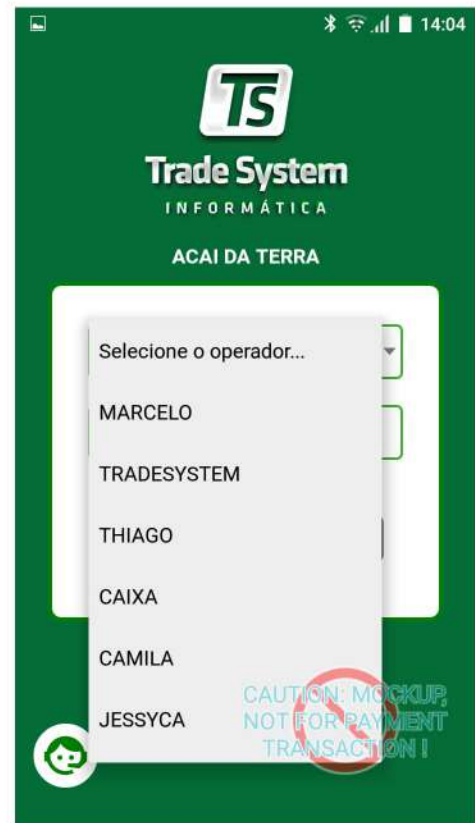 14:04
TS
Trade System
INFORMÁTICA
ACAI DA TERRA
Selecione o operador...
MARCELO
TRADESYSTEM
THIAGO
CAIXA
CAMILA
JESSYCA
CAUTION: MOCKUP,
NOT FOR PAYMENT
TRANSACTION !